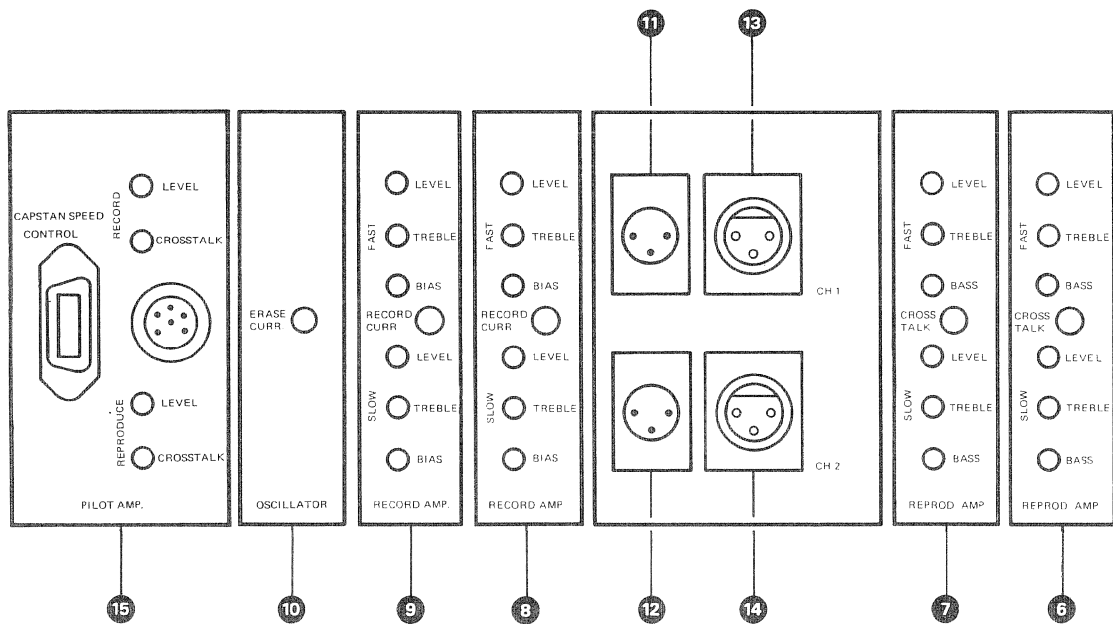 11
13
CAPSTAN SPEED
CONTROL
RECORD
LEVEL
CROSSTALK
REPRODUCE
LEVEL
CROSSTALK
PILOT AMP.
ERASE
CURR.
OSCILLATOR
LEVEL
FAST
TREBLE
BIAS
RECORD
CURR
LEVEL
SLOW
TREBLE
BIAS
RECORD AMP.
LEVEL
FAST
TREBLE
BIAS
RECORD
CURR
LEVEL
SLOW
TREBLE
BIAS
RECORD AMP
CH 1
CH 2
LEVEL
FAST
TREBLE
BASS
CROSS
TALK
LEVEL
SLOW
TREBLE
BASS
REPROD AMP
LEVEL
FAST
TREBLE
BASS
CROSS
TALK
LEVEL
SLOW
TREBLE
BASS
REPROD. AMP
15
10
9
8
12
14
7
6